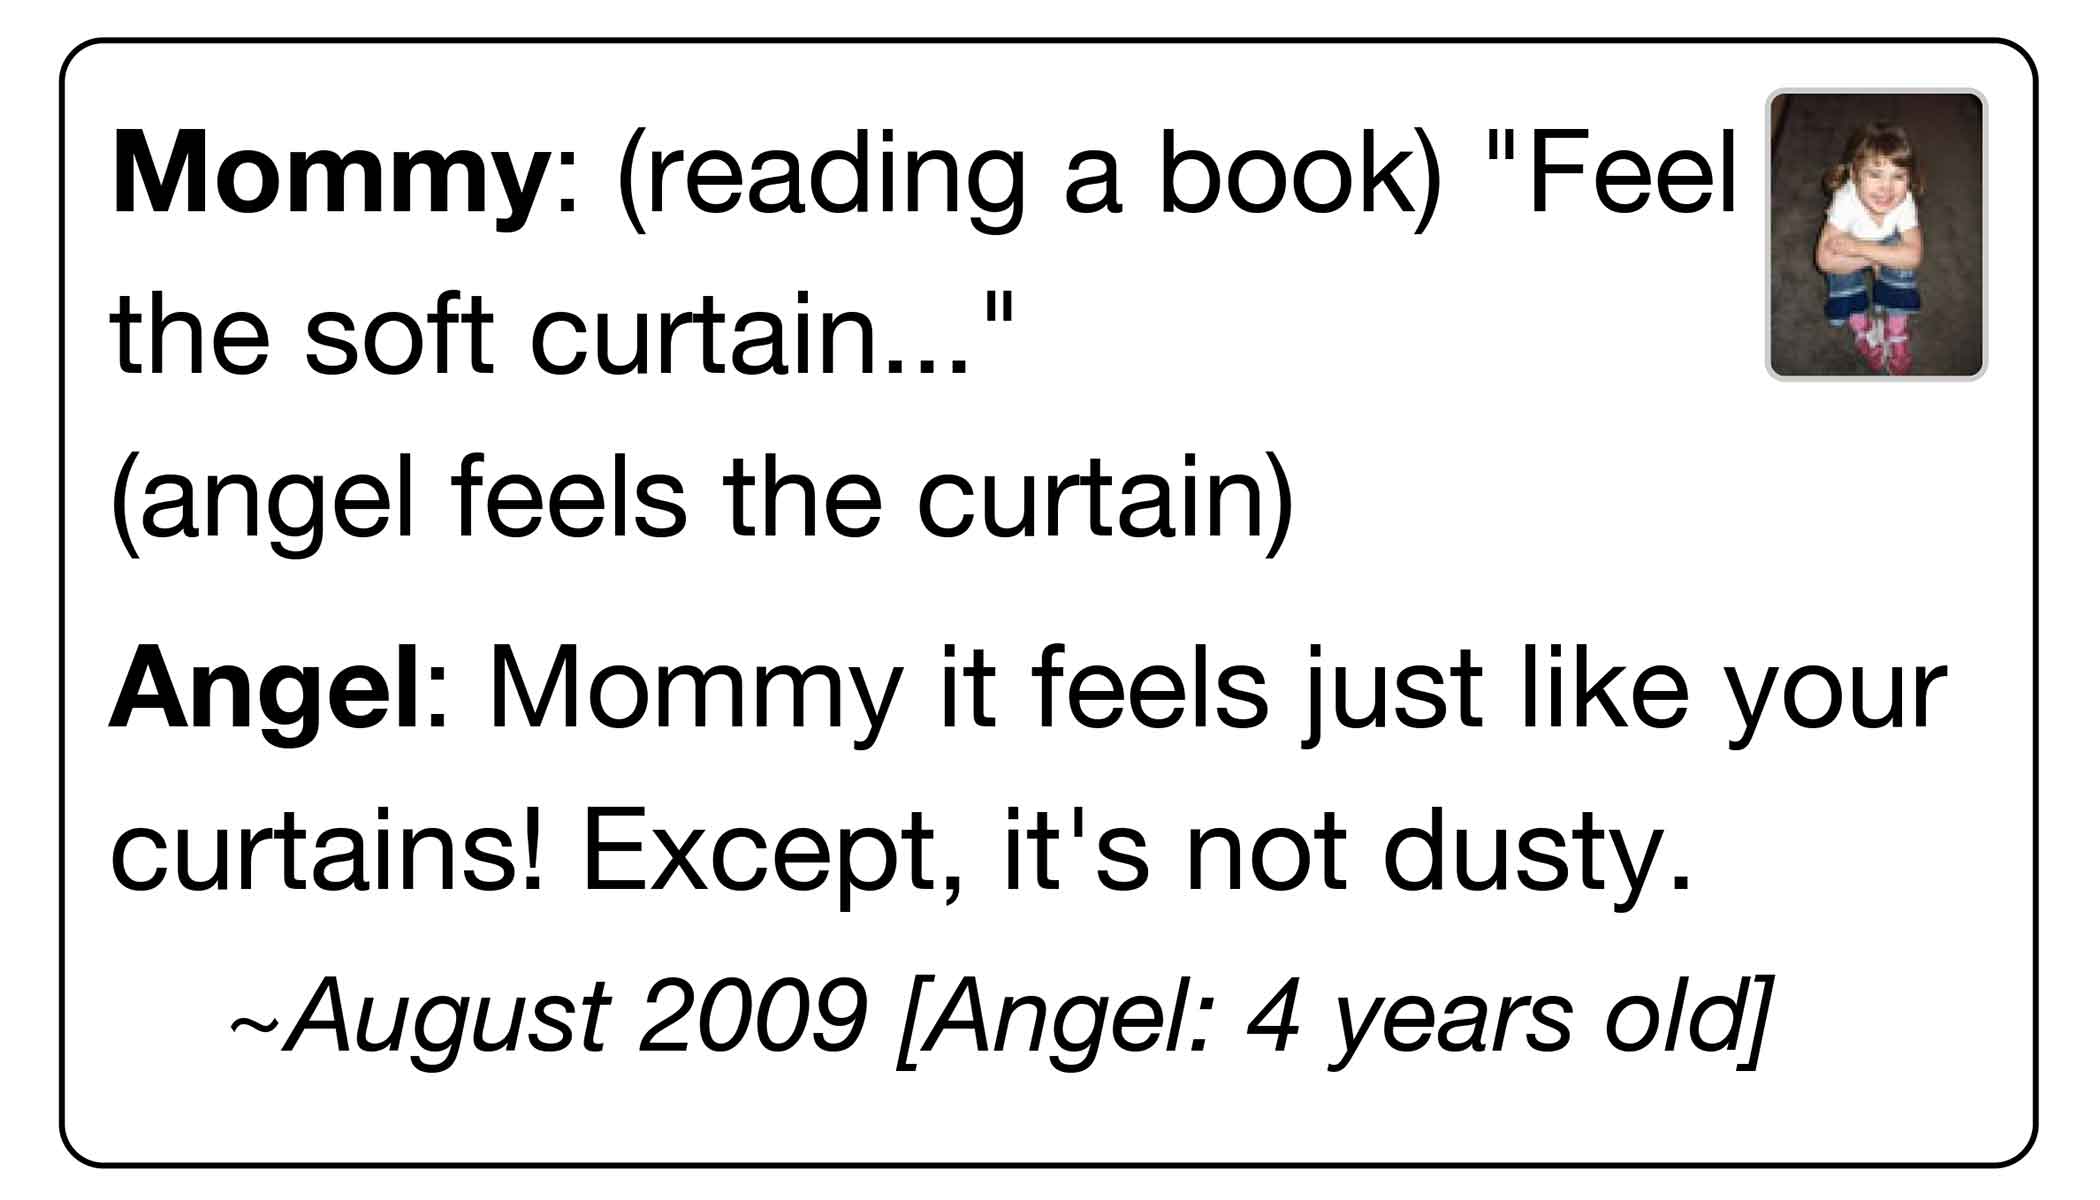 Mommy: (reading a book) "Feel
the soft curtain..."
(angel feels the curtain)
Angel: Mommy it feels just like your
curtains! Except, it's not dusty.
~August 2009 [Angel: 4 years old]